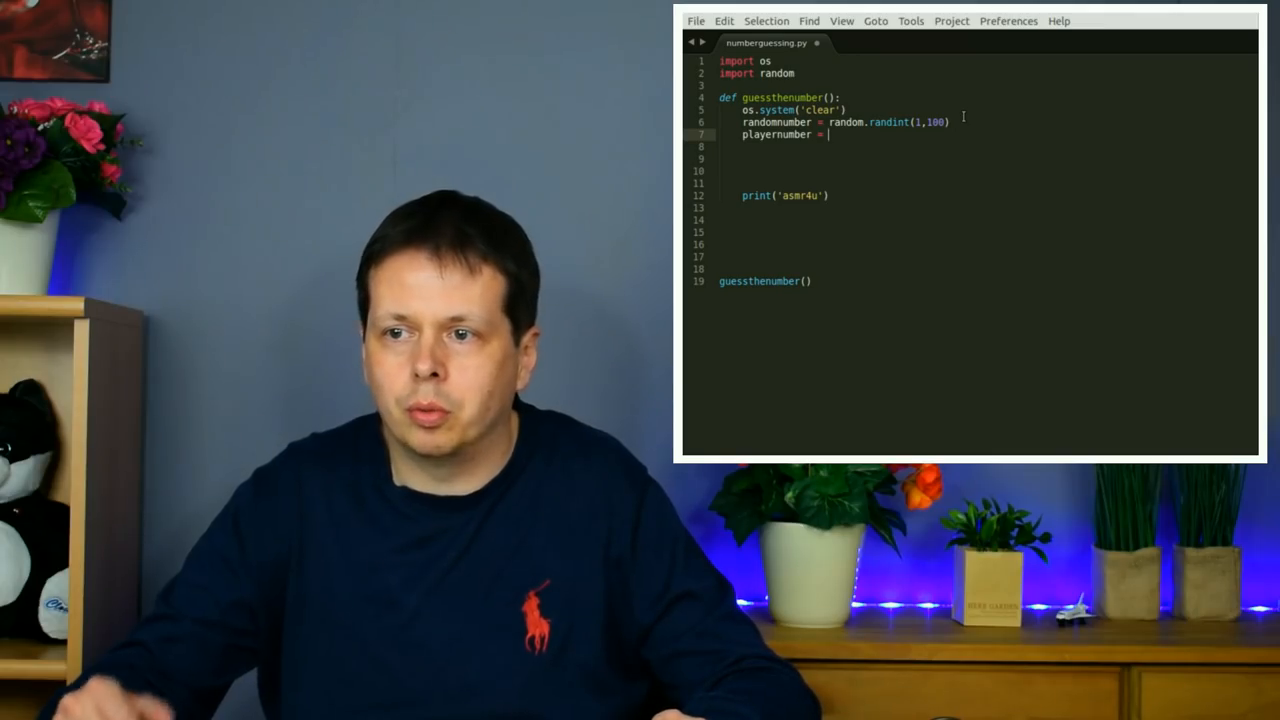 File Edit Selection Find View Goto Tools Project Preferences Help
numberguessing.py
1 import os
2 import random
3
4 def guessthenumber():
5 os.system('clear')
6 randomnumber = random.randint(1,100)
7 playernumber =
8
9
10
11
12 print('asmr4u')
13
14
15
16
17
18
19 guessthenumber()
HERB GARDEN